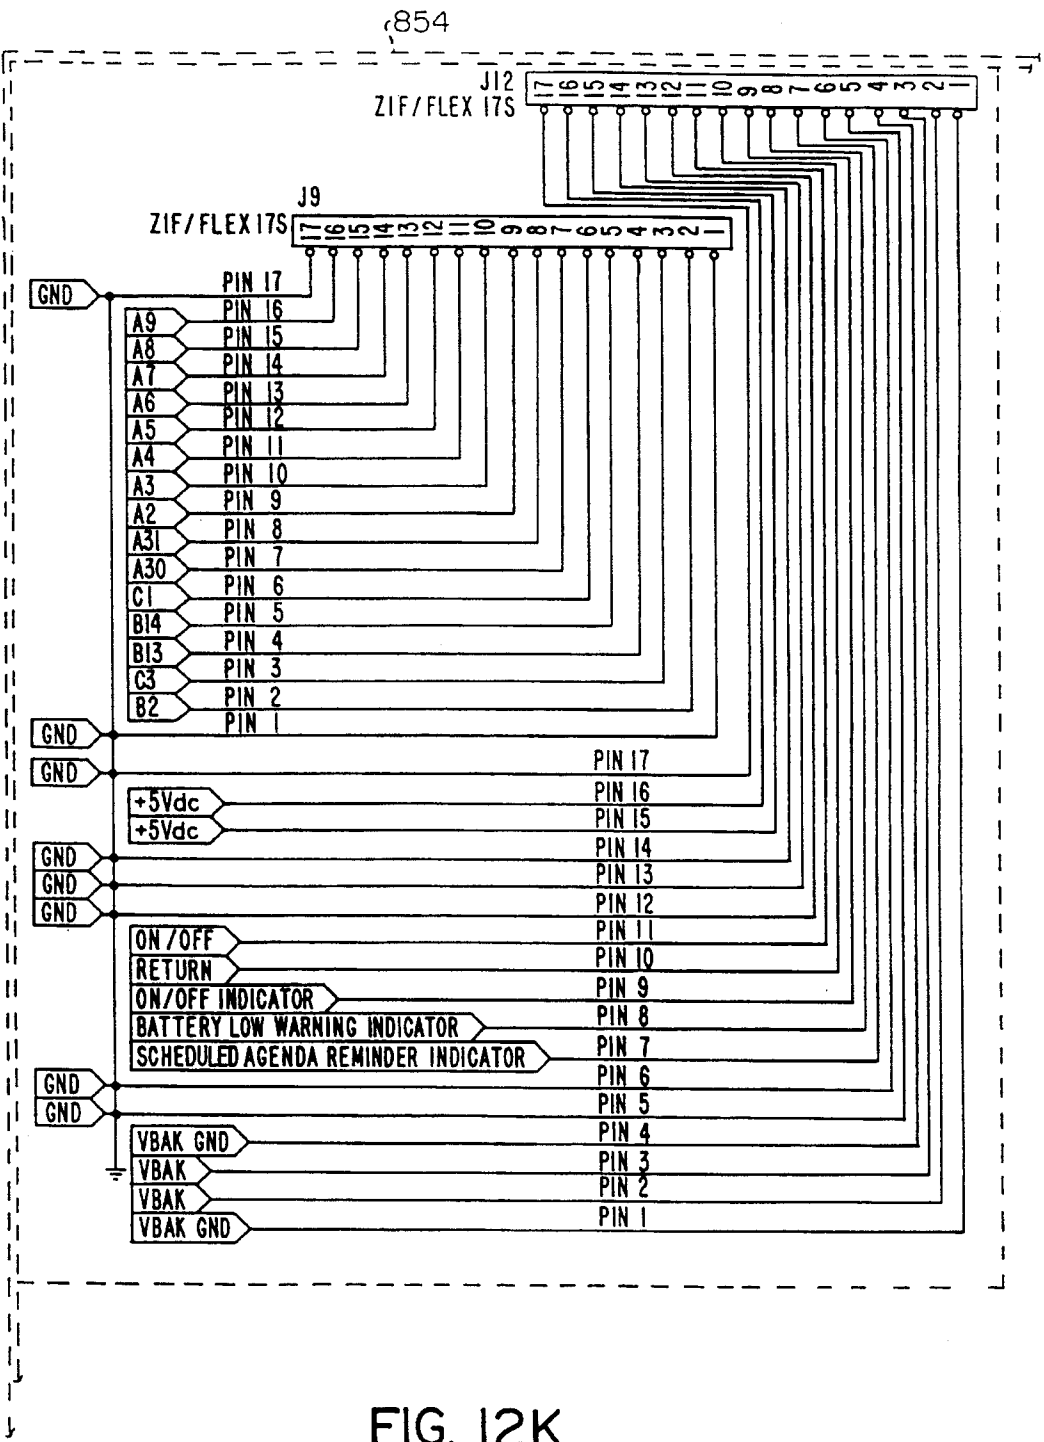 854
J12
ZIF/FLEX 17S
17 16 15 14 13 12 11 10 9 8 7 6 5 4 3 2 1
J9
ZIF/FLEX 17S
17 16 15 14 13 12 11 10 9 8 7 6 5 4 3 2 1
GND PIN 17
A9 PIN 16
A8 PIN 15
A7 PIN 14
A6 PIN 13
A5 PIN 12
A4 PIN 11
A3 PIN 10
A2 PIN 9
A31 PIN 8
A30 PIN 7
C1 PIN 6
B14 PIN 5
B13 PIN 4
C3 PIN 3
B2 PIN 2
GND PIN 1
GND PIN 17
+5Vdc PIN 16
+5Vdc PIN 15
GND PIN 14
GND PIN 13
GND PIN 12
ON/OFF PIN 11
RETURN PIN 10
ON/OFF INDICATOR PIN 9
BATTERY LOW WARNING INDICATOR PIN 8
SCHEDULED AGENDA REMINDER INDICATOR PIN 7
GND PIN 6
GND PIN 5
VBAK GND PIN 4
VBAK PIN 3
VBAK PIN 2
VBAK GND PIN 1
FIG. 12K